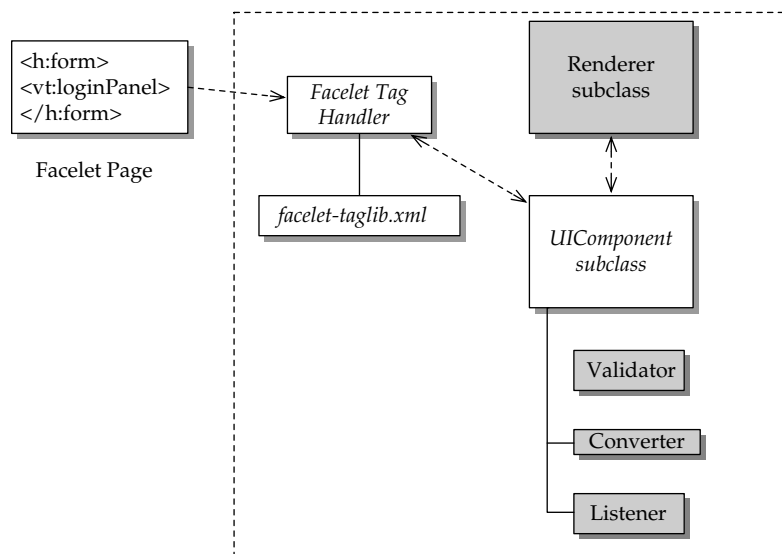 <h:form>
<vt:loginPanel>
</h:form>
Facelet Page
Facelet Tag
Handler
facelet-taglib.xml
Renderer
subclass
UIComponent
subclass
Validator
Converter
Listener